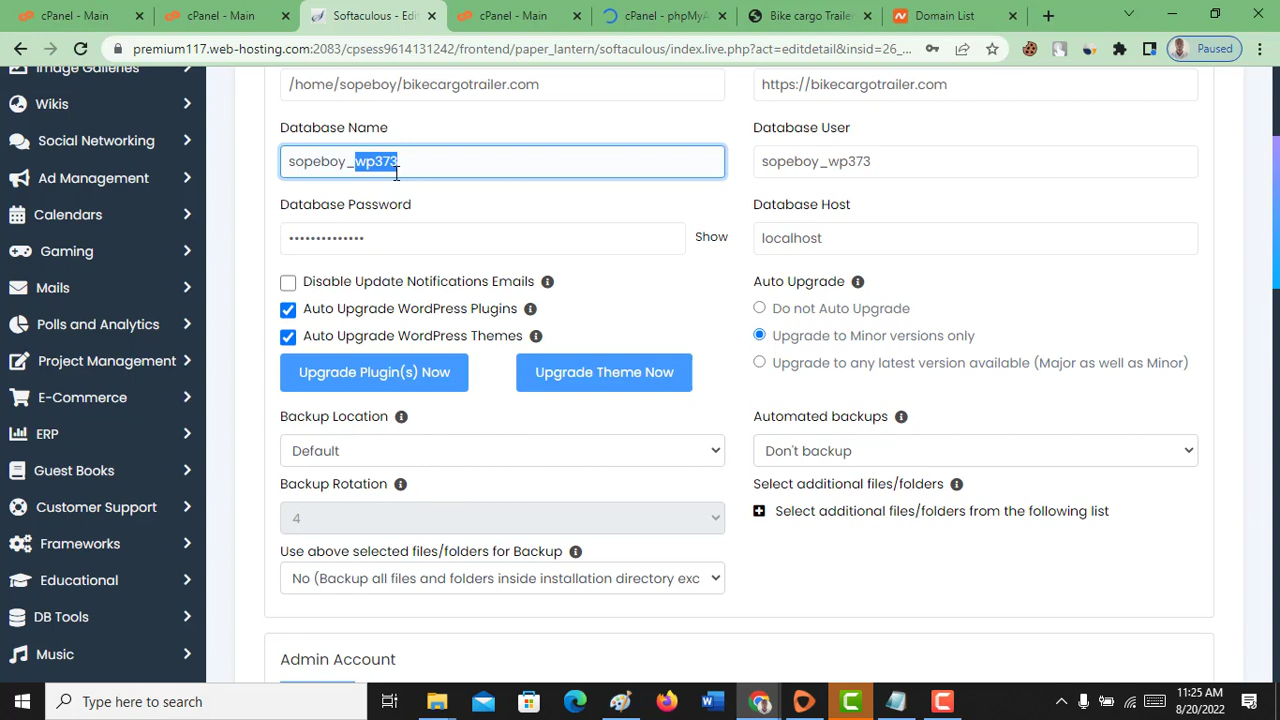 cPanel - Main
cPanel - Main
Softaculous - Edi
cPanel - Main
cPanel - phpMyA
Bike cargo Trailer
Domain List
premium117.web-hosting.com:2083/cpsess9614131242/frontend/paper_lantern/softaculous/index.live.php?act=editdetail&insid=26_...
Paused
Image Galleries
Wikis
Social Networking
Ad Management
Calendars
Gaming
Mails
Polls and Analytics
Project Management
E-Commerce
ERP
Guest Books
Customer Support
Frameworks
Educational
DB Tools
Music
/home/sopeboy/bikecargotrailer.com
https://bikecargotrailer.com
Database Name
Database User
sopeboy_wp373
sopeboy_wp373
Database Password
Database Host
••••••••••••••
Show
localhost
Disable Update Notifications Emails
Auto Upgrade
Auto Upgrade WordPress Plugins
Do not Auto Upgrade
Auto Upgrade WordPress Themes
Upgrade to Minor versions only
Upgrade Plugin(s) Now
Upgrade Theme Now
Upgrade to any latest version available (Major as well as Minor)
Backup Location
Automated backups
Default
Don't backup
Backup Rotation
Select additional files/folders
4
Select additional files/folders from the following list
Use above selected files/folders for Backup
No (Backup all files and folders inside installation directory exc
Admin Account
Type here to search
11:25 AM
8/20/2022